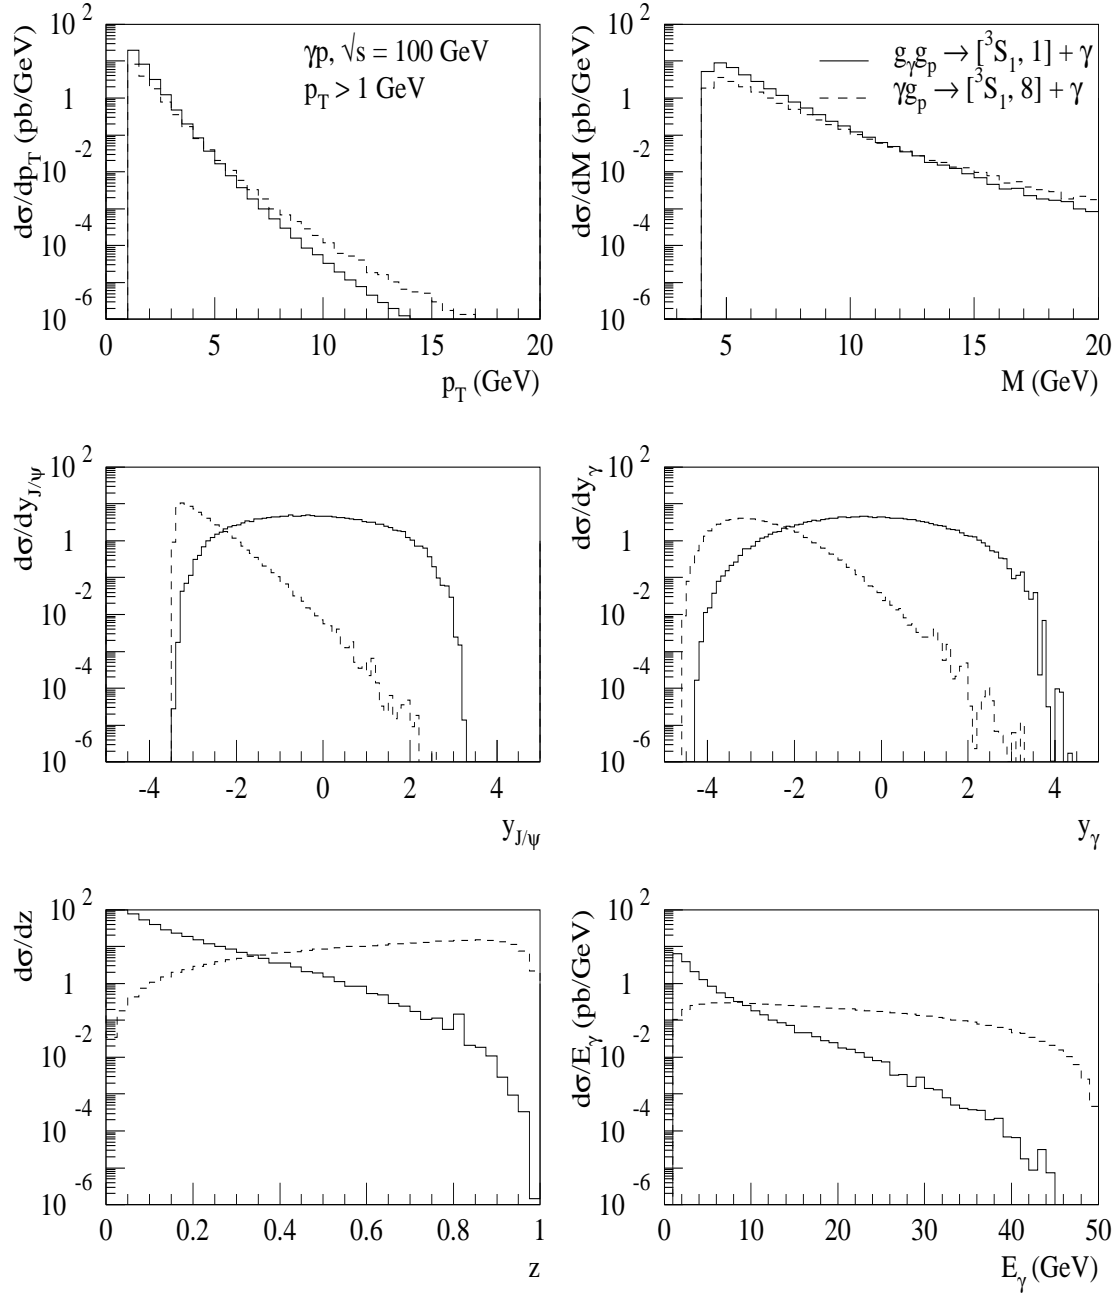 dσ/dp_T (pb/GeV)
10^2
1
10^-2
10^-4
10^-6
γp, √s = 100 GeV
p_T > 1 GeV
0 5 10 15 20
p_T (GeV)
dσ/dM (pb/GeV)
10^2
1
10^-2
10^-4
10^-6
g_γg_p → [^3S_1, 1] + γ
γg_p → [^3S_1, 8] + γ
5 10 15 20
M (GeV)
dσ/dy_J/ψ
10^2
1
10^-2
10^-4
10^-6
-4 -2 0 2 4
y_J/ψ
dσ/dy_γ
10^2
1
10^-2
10^-4
10^-6
-4 -2 0 2 4
y_γ
dσ/dz
10^2
1
10^-2
10^-4
10^-6
0 0.2 0.4 0.6 0.8 1
z
dσ/E_γ (pb/GeV)
10^2
1
10^-2
10^-4
10^-6
0 10 20 30 40 50
E_γ (GeV)